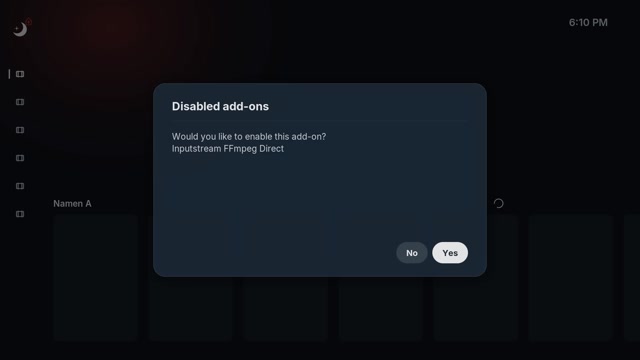 6:10 PM
Disabled add-ons
Would you like to enable this add-on?
Inputstream FFmpeg Direct
Namen A
No
Yes